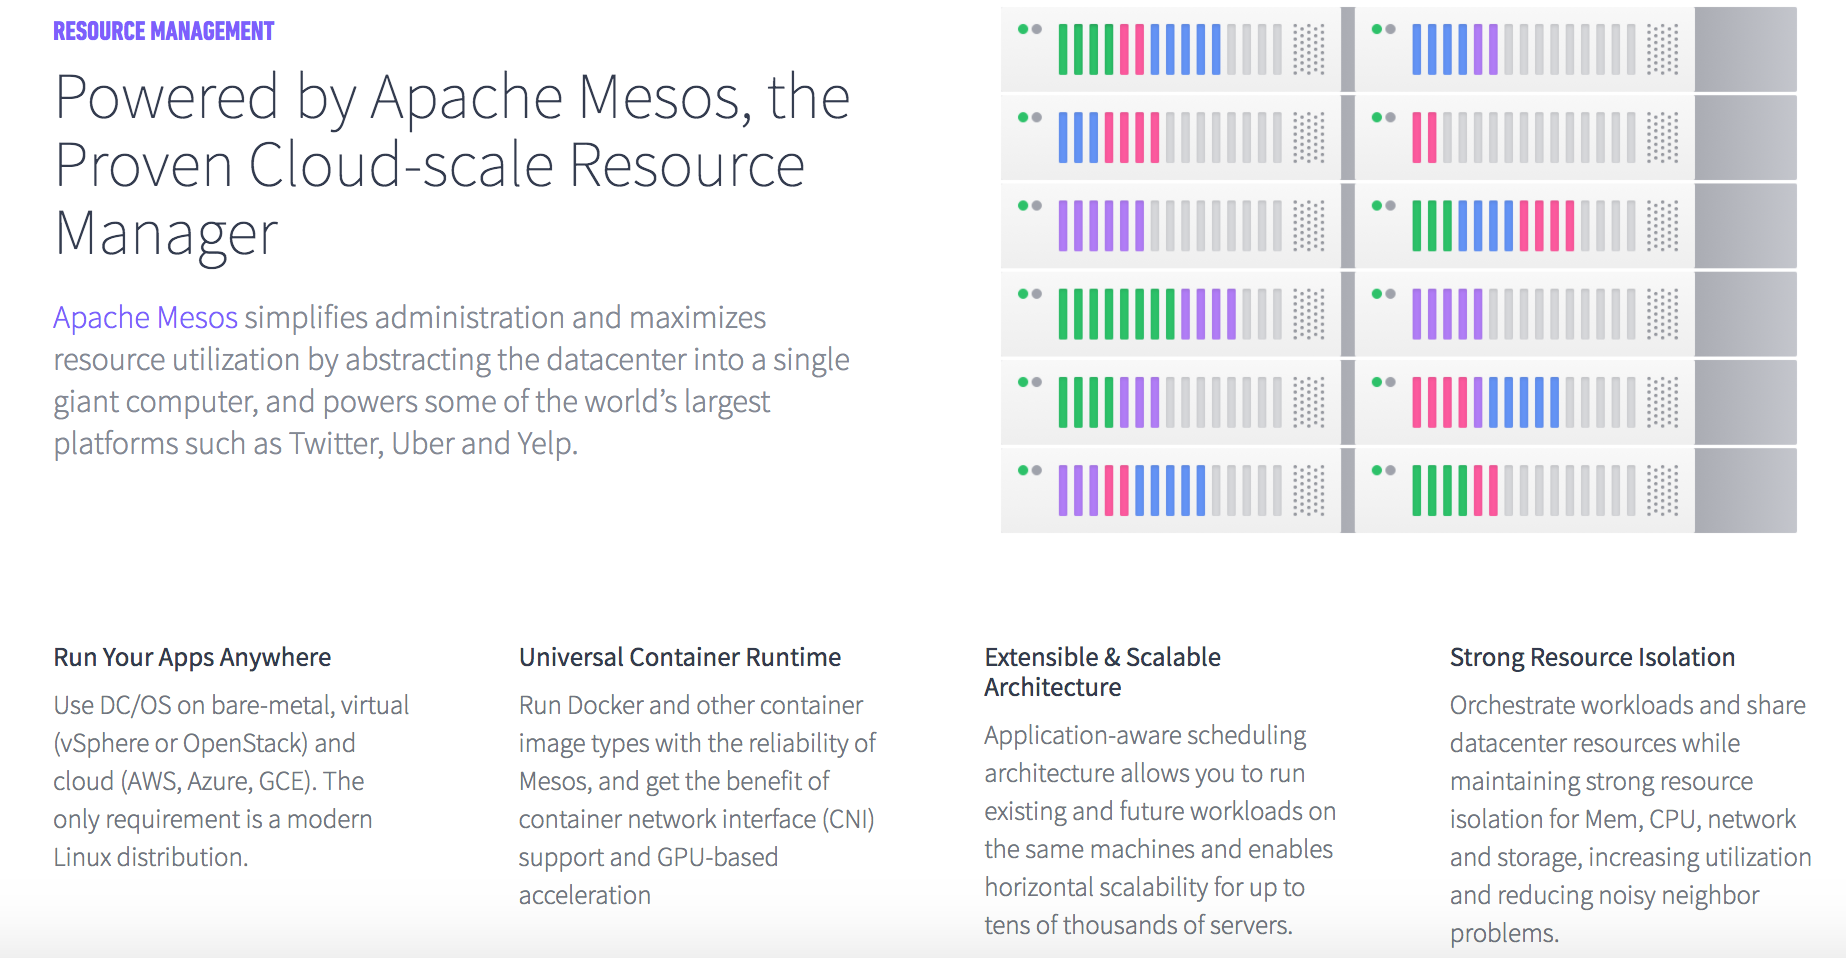 RESOURCE MANAGEMENT
Powered by Apache Mesos, the
Proven Cloud-scale Resource
Manager
Apache Mesos simplifies administration and maximizes
resource utilization by abstracting the datacenter into a single
giant computer, and powers some of the world’s largest
platforms such as Twitter, Uber and Yelp.
Run Your Apps Anywhere
Use DC/OS on bare-metal, virtual
(vSphere or OpenStack) and
cloud (AWS, Azure, GCE). The
only requirement is a modern
Linux distribution.
Universal Container Runtime
Run Docker and other container
image types with the reliability of
Mesos, and get the benefit of
container network interface (CNI)
support and GPU-based
acceleration
Extensible & Scalable
Architecture
Application-aware scheduling
architecture allows you to run
existing and future workloads on
the same machines and enables
horizontal scalability for up to
tens of thousands of servers.
Strong Resource Isolation
Orchestrate workloads and share
datacenter resources while
maintaining strong resource
isolation for Mem, CPU, network
and storage, increasing utilization
and reducing noisy neighbor
problems.